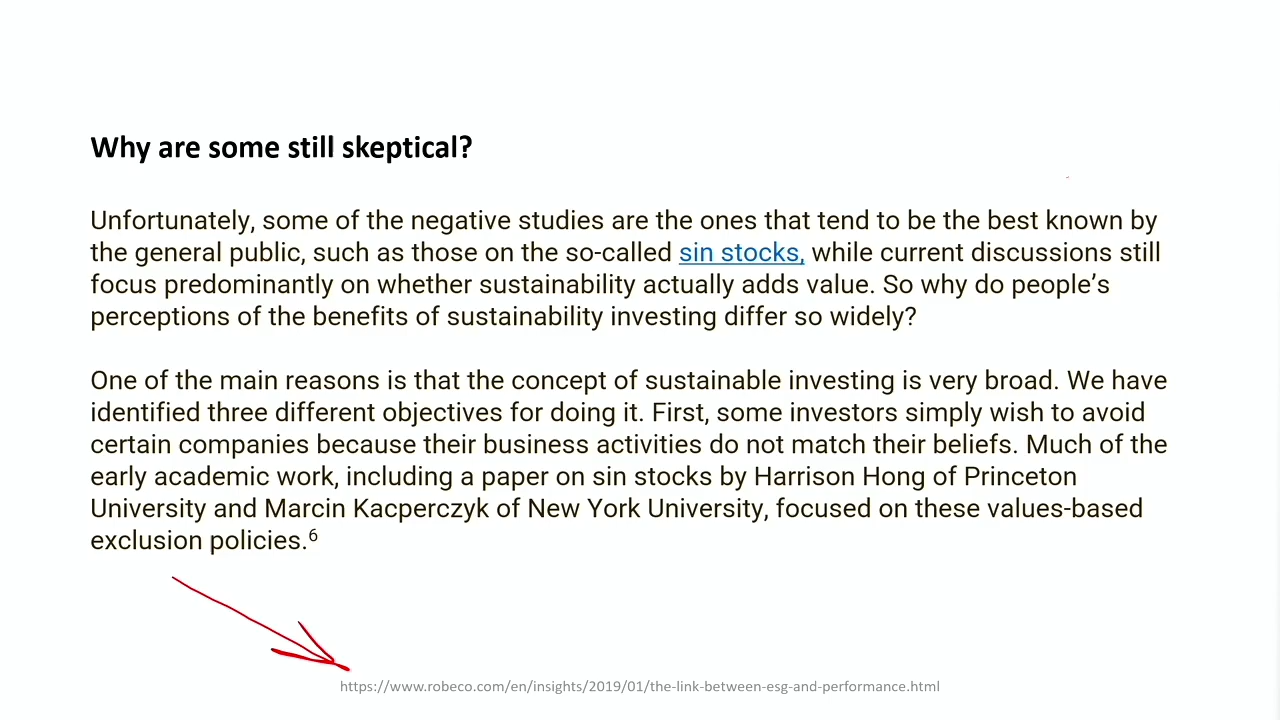 Why are some still skeptical?
Unfortunately, some of the negative studies are the ones that tend to be the best known by
the general public, such as those on the so-called sin stocks, while current discussions still
focus predominantly on whether sustainability actually adds value. So why do people’s
perceptions of the benefits of sustainability investing differ so widely?
One of the main reasons is that the concept of sustainable investing is very broad. We have
identified three different objectives for doing it. First, some investors simply wish to avoid
certain companies because their business activities do not match their beliefs. Much of the
early academic work, including a paper on sin stocks by Harrison Hong of Princeton
University and Marcin Kacperczyk of New York University, focused on these values-based
exclusion policies.⁶
https://www.robeco.com/en/insights/2019/01/the-link-between-esg-and-performance.html